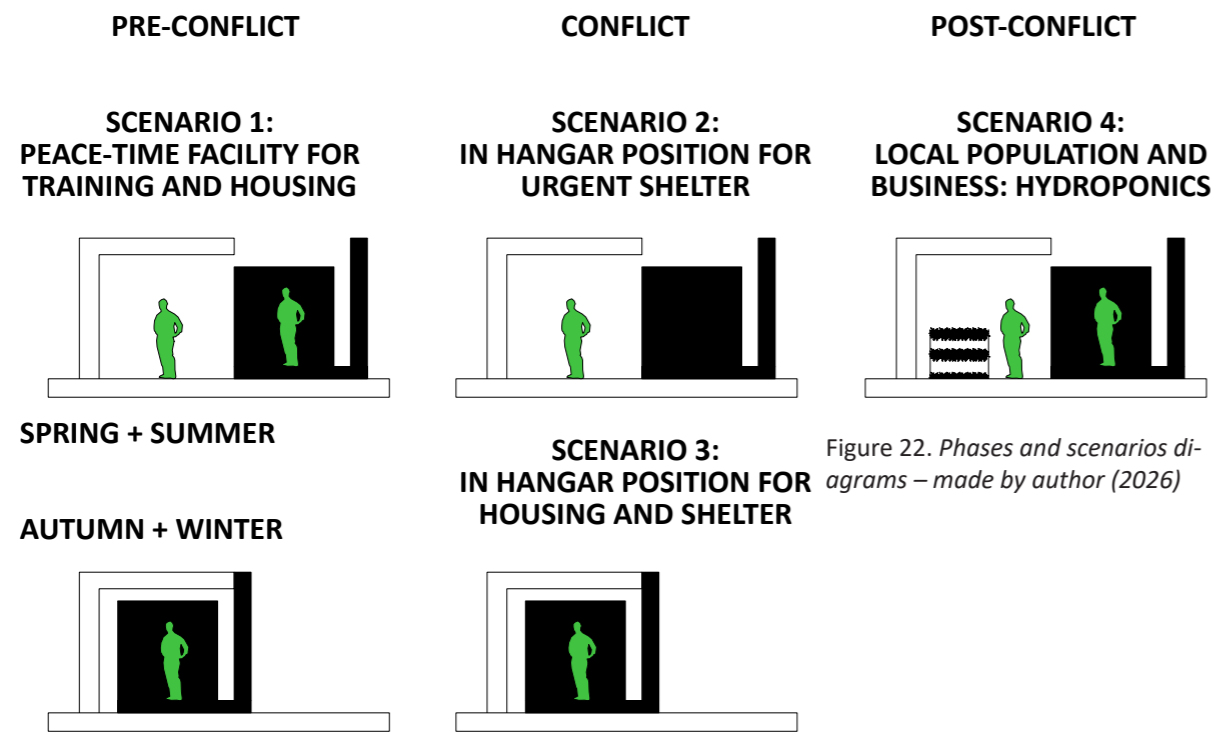 PRE-CONFLICT
SCENARIO 1:
PEACE-TIME FACILITY FOR
TRAINING AND HOUSING
SPRING + SUMMER
AUTUMN + WINTER
CONFLICT
SCENARIO 2:
IN HANGAR POSITION FOR
URGENT SHELTER
SCENARIO 3:
IN HANGAR POSITION FOR
HOUSING AND SHELTER
POST-CONFLICT
SCENARIO 4:
LOCAL POPULATION AND
BUSINESS: HYDROPONICS
Figure 22. Phases and scenarios di-
agrams – made by author (2026)